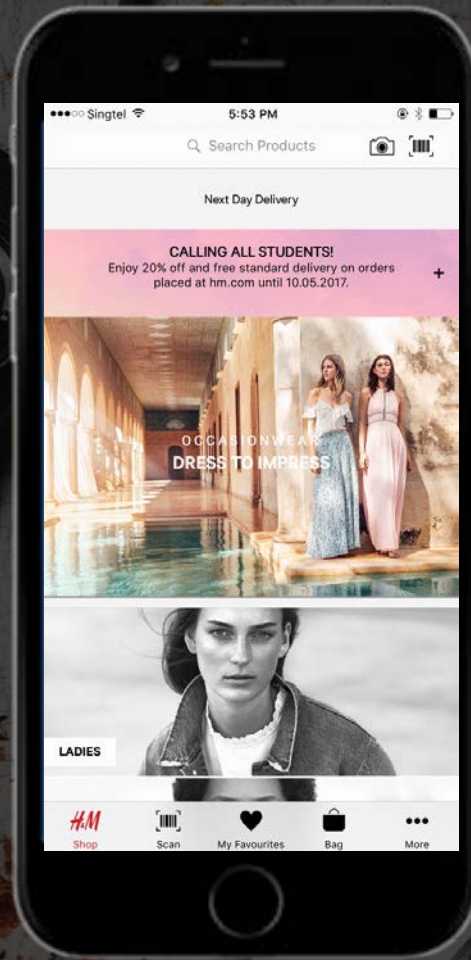 Singtel 5:53 PM
Search Products
Next Day Delivery
CALLING ALL STUDENTS!
Enjoy 20% off and free standard delivery on orders
placed at hm.com until 10.05.2017.
+
OCCASIONWEAR
DRESS TO IMPRESS
LADIES
H&M
Shop Scan My Favourites Bag More